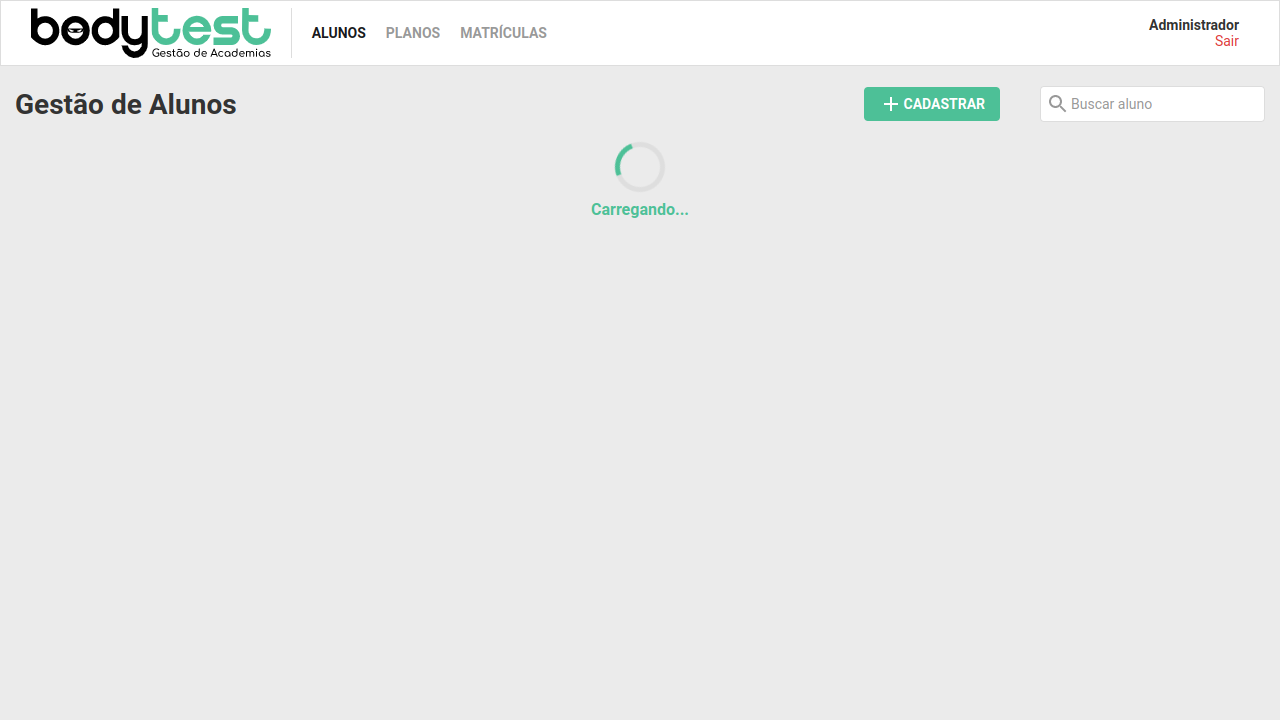 bodytest
Gestão de Academias
ALUNOS PLANOS MATRÍCULAS
Administrador
Sair
Gestão de Alunos
CADASTRAR
Buscar aluno
Carregando...